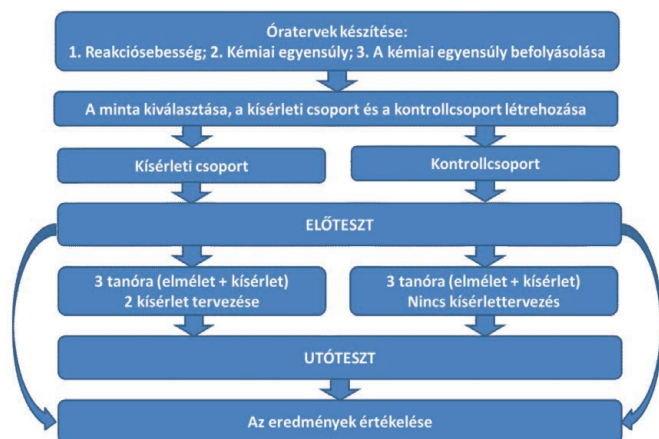 Óratervek készítése:
1. Reakciósebesség; 2. Kémiai egyensúly; 3. A kémiai egyensúly befolyásolása
A minta kiválasztása, a kísérleti csoport és a kontrollcsoport létrehozása
Kísérleti csoport
Kontrollcsoport
ELŐTESZT
3 tanóra (elmélet + kísérlet)
2 kísérlet tervezése
3 tanóra (elmélet + kísérlet)
Nincs kísérlettervezés
UTÓTESZT
Az eredmények értékelése